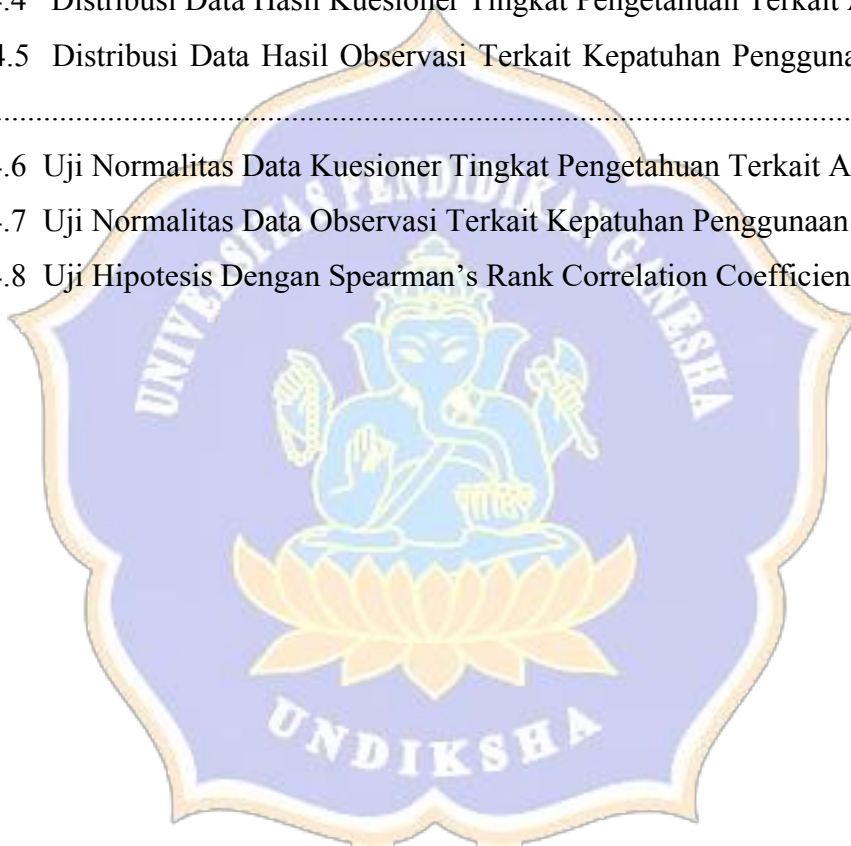 .4 Distribusi Data Hasil Kuesioner Tingkat Pengetahuan Terkait
4.5 Distribusi Data Hasil Observasi Terkait Kepatuhan Pengguna
..........................................................................................................
.6 Uji Normalitas Data Kuesioner Tingkat Pengetahuan Terkait A
.7 Uji Normalitas Data Observasi Terkait Kepatuhan Penggunaan
.8 Uji Hipotesis Dengan Spearman’s Rank Correlation Coefficien
UNIVERSITAS PENDIDIKAN GANESHA
UNDIKSHA